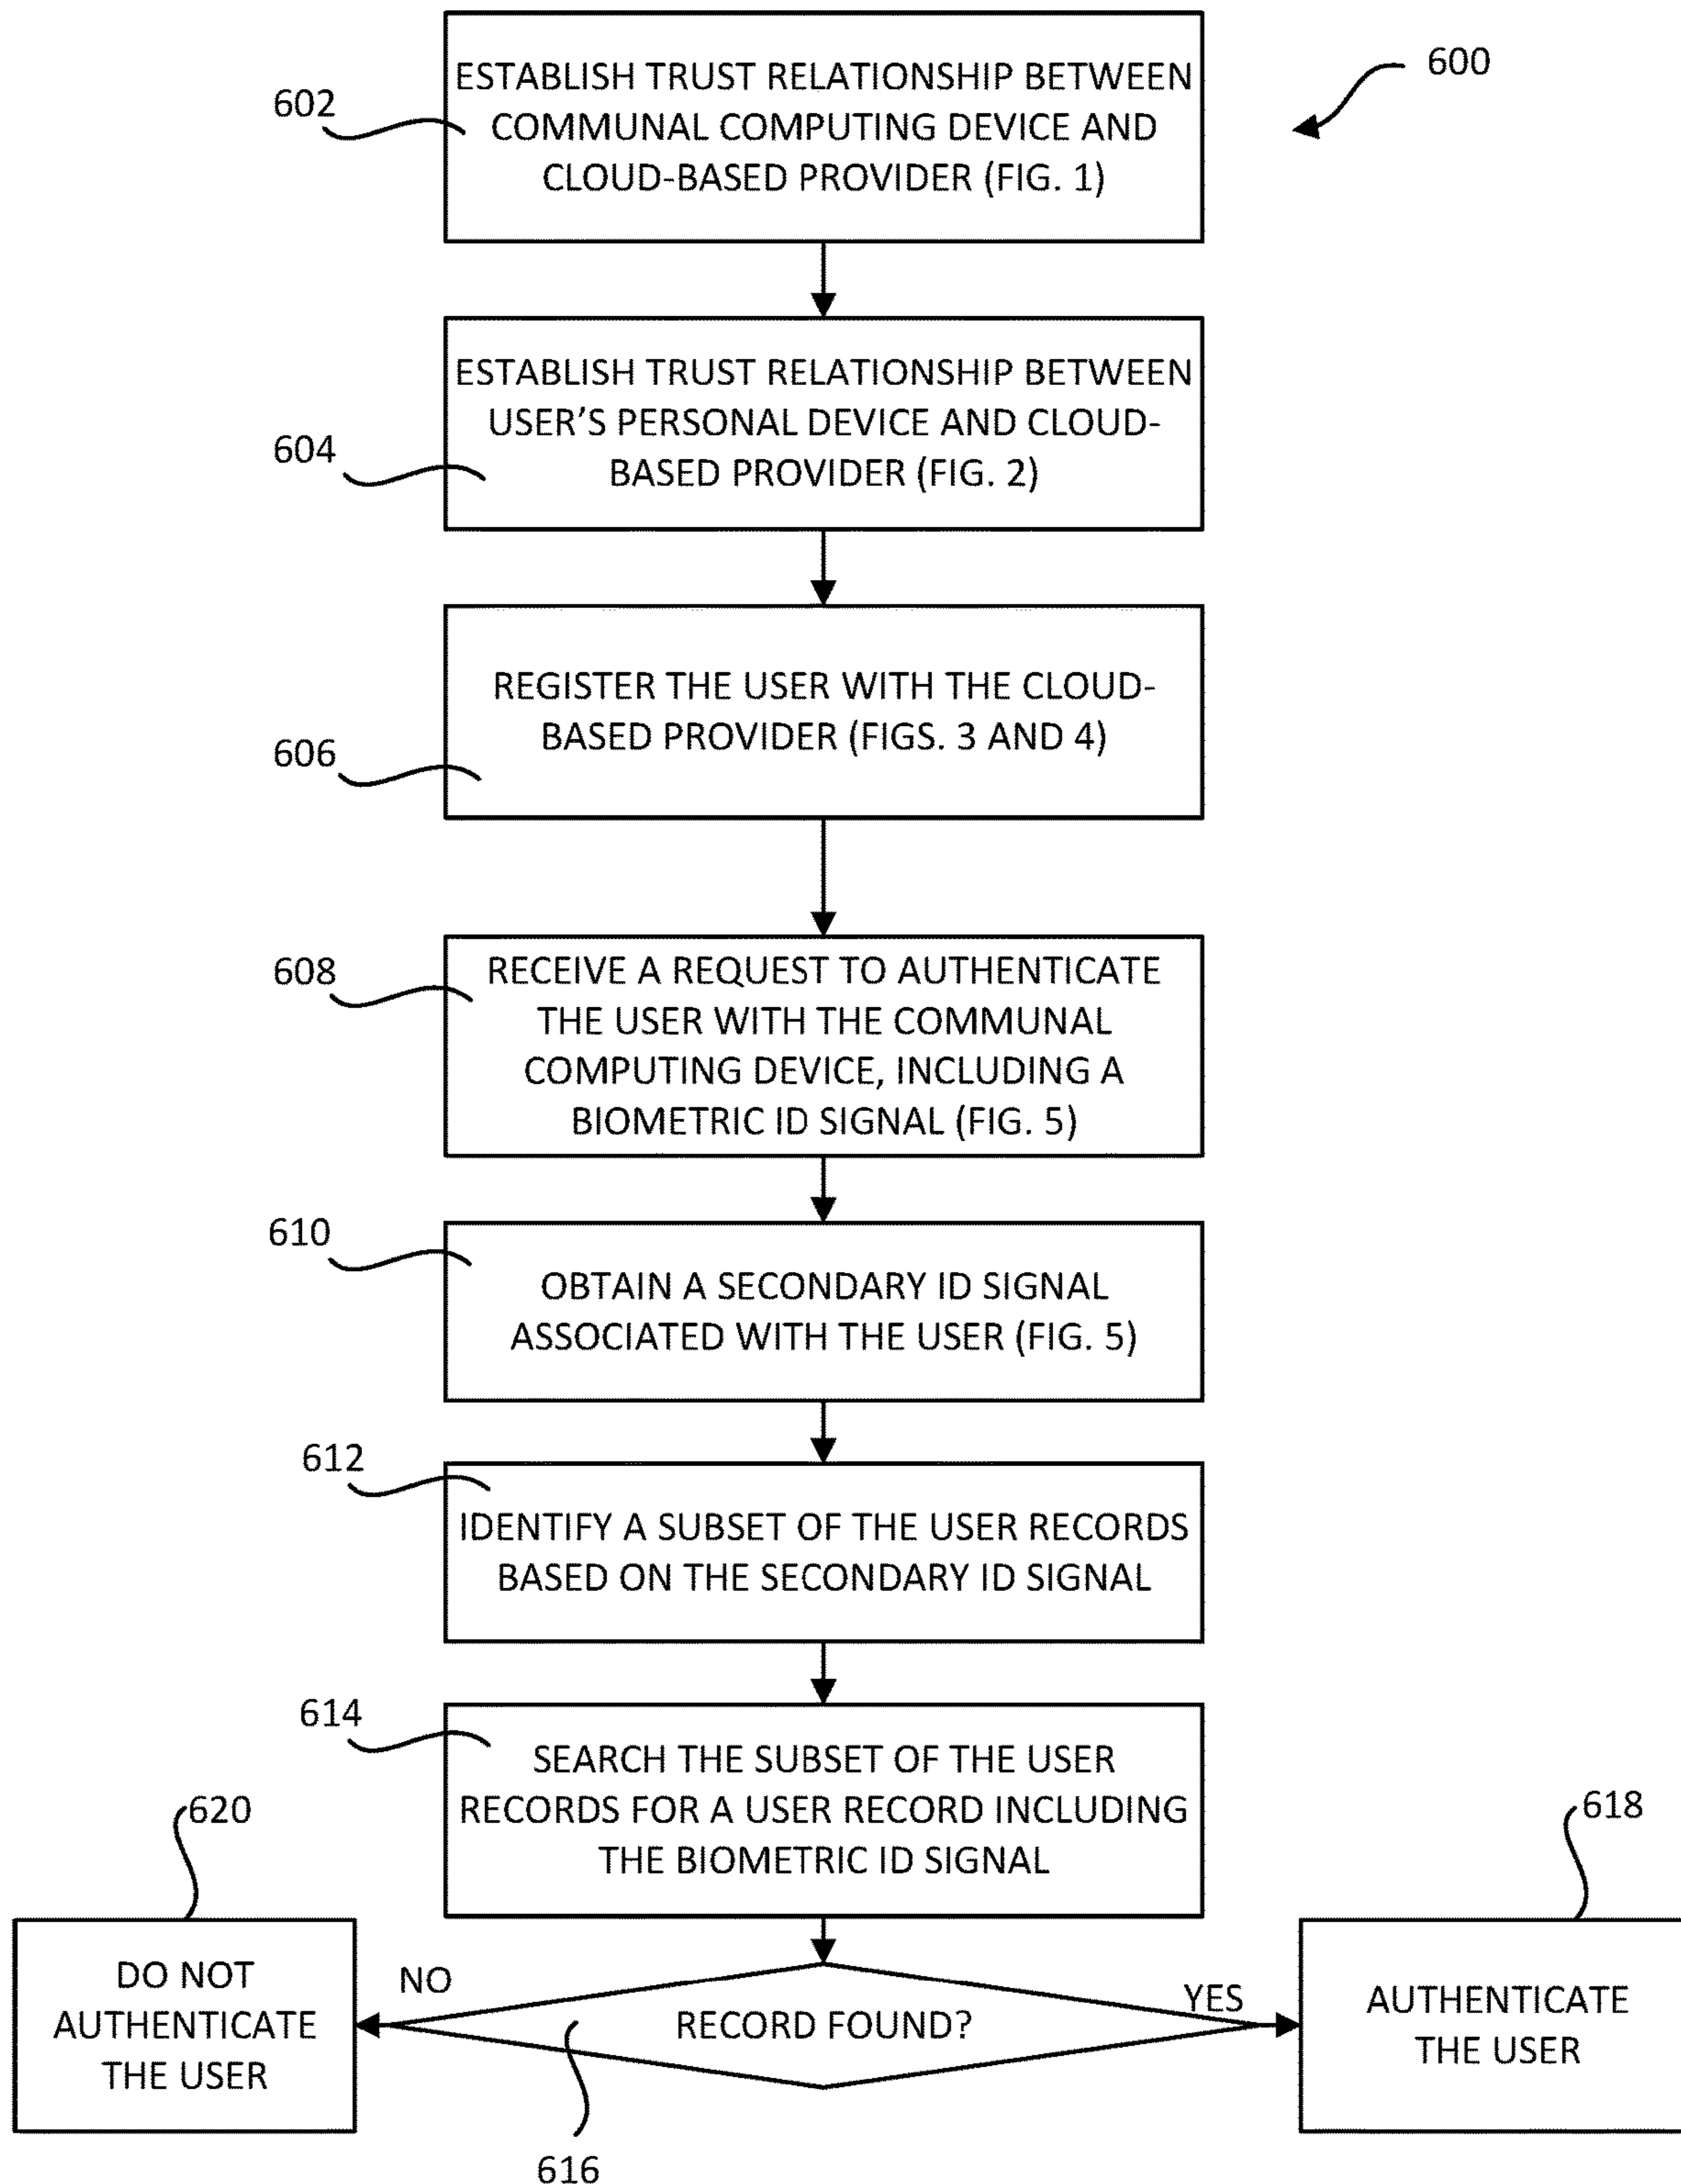 600
602
ESTABLISH TRUST RELATIONSHIP BETWEEN
COMMUNAL COMPUTING DEVICE AND
CLOUD-BASED PROVIDER (FIG. 1)
604
ESTABLISH TRUST RELATIONSHIP BETWEEN
USER’S PERSONAL DEVICE AND CLOUD-
BASED PROVIDER (FIG. 2)
606
REGISTER THE USER WITH THE CLOUD-
BASED PROVIDER (FIGS. 3 AND 4)
608
RECEIVE A REQUEST TO AUTHENTICATE
THE USER WITH THE COMMUNAL
COMPUTING DEVICE, INCLUDING A
BIOMETRIC ID SIGNAL (FIG. 5)
610
OBTAIN A SECONDARY ID SIGNAL
ASSOCIATED WITH THE USER (FIG. 5)
612
IDENTIFY A SUBSET OF THE USER RECORDS
BASED ON THE SECONDARY ID SIGNAL
614
SEARCH THE SUBSET OF THE USER
RECORDS FOR A USER RECORD INCLUDING
THE BIOMETRIC ID SIGNAL
620
DO NOT
AUTHENTICATE
THE USER
NO
RECORD FOUND?
YES
616
618
AUTHENTICATE
THE USER